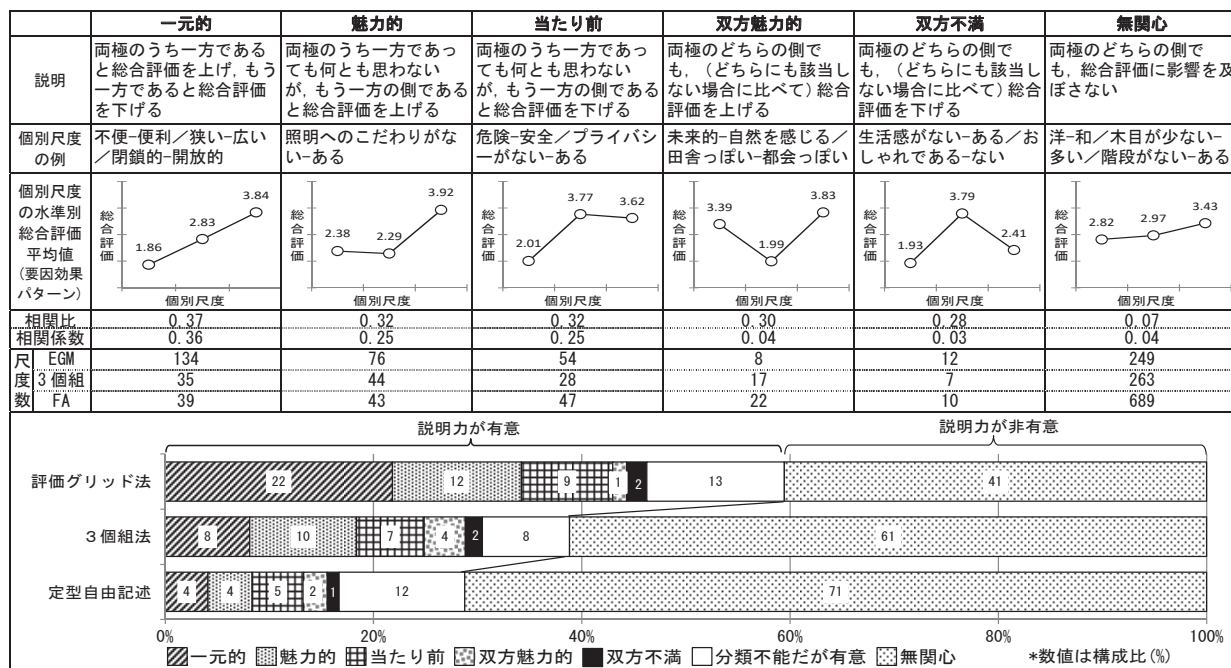 一元的 魅力的 当たり前 双方魅力的 双方不満 無関心
説明
両極のうち一方である
と総合評価を上げ, もう
一方であると総合評価
を下げる
両極のうち一方であっ
ても何とも思わない
が, もう一方の側である
と総合評価を上げる
両極のうち一方であっ
ても何とも思わない
が, もう一方の側である
と総合評価を下げる
両極のどちらの側で
も, (どちらにも該当し
ない場合に比べて)総合
評価を上げる
両極のどちらの側で
も, (どちらにも該当し
ない場合に比べて)総合
評価を下げる
両極のどちらの側で
も, 総合評価に影響を及
ぼさない
個別尺度
の例
不便-便利/狭い-広い
/閉鎖的-開放的
照明へのこだわりがな
い-ある
危険-安全/プライバシ
ーがない-ある
未来的-自然を感じる/
田舎っぽい-都会っぽい
生活感がない-ある/お
しゃれである-ない
洋-和/木目が少ない-
多い/階段がない-ある
個別尺度
の水準別
総合評価
平均値
(要因効果
パターン)
総合評価
1.86 2.83 3.84
個別尺度
総合評価
2.38 2.29 3.92
個別尺度
総合評価
2.01 3.77 3.62
個別尺度
総合評価
3.39 1.99 3.83
個別尺度
総合評価
1.93 3.79 2.41
個別尺度
総合評価
2.82 2.97 3.43
個別尺度
相関比 0.37 0.32 0.32 0.30 0.28 0.07
相関係数 0.36 0.25 0.25 0.04 0.03 0.04
尺度数
EGM 134 76 54 8 12 249
3個組 35 44 28 17 7 263
FA 39 43 47 22 10 689
説明力が有意 説明力が非有意
評価グリッド法 22 12 9 1 2 13 41
3個組法 8 10 7 4 2 8 61
定型自由記述 4 4 5 2 1 12 71
0% 20% 40% 60% 80% 100%
一元的 魅力的 当たり前 双方魅力的 双方不満 分類不能だが有意 無関心 *数値は構成比(%)